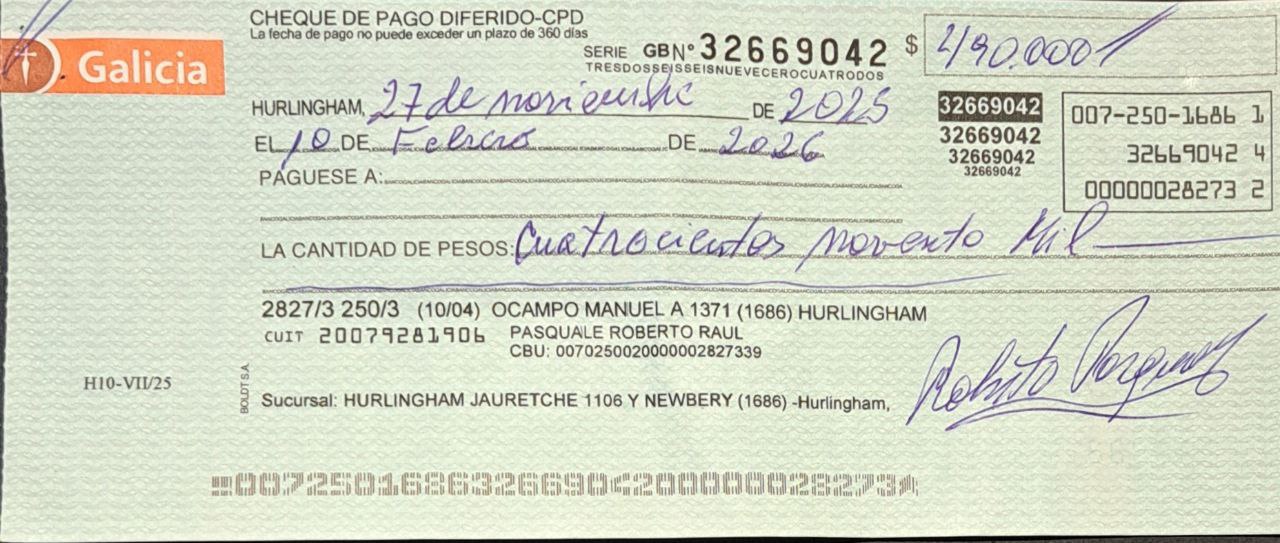 CHEQUE DE PAGO DIFERIDO-CPD
La fecha de pago no puede exceder un plazo de 360 días
Galicia
SERIE GB Nº 32669042 $ 490.000
TRESDOSSEISSEISNUEVECEROCUATRODOS
HURLINGHAM, 27 de noviembre DE 2025
EL 10 DE Febrero DE 2026
PAGUESE A:
32669042
32669042
32669042
32669042
007-250-1686 1
32669042 4
00000028273 2
LA CANTIDAD DE PESOS: Cuatrocientos novento Mil
2827/3 250/3 (10/04) OCAMPO MANUEL A 1371 (1686) HURLINGHAM
CUIT 20079281906 PASQUALE ROBERTO RAUL
CBU: 0070250020000002827339
H10-VII/25
BOLDT S.A.
Sucursal: HURLINGHAM JAURETCHE 1106 Y NEWBERY (1686) -Hurlingham,
Roberto
00725016863266904200000028273